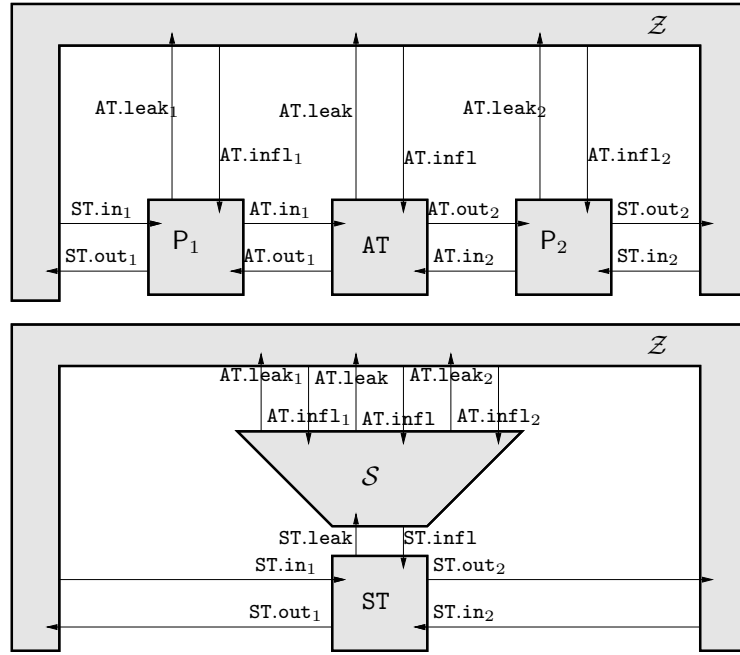 𝒵
AT.leak₁ AT.leak AT.leak₂
AT.infl₁ AT.infl AT.infl₂
ST.in₁ AT.in₁ AT.out₂ ST.out₂
P₁ AT P₂
ST.out₁ AT.out₁ AT.in₂ ST.in₂
𝒵
AT.leak₁ AT.leak AT.leak₂
AT.infl₁ AT.infl AT.infl₂
𝒮
ST.leak ST.infl
ST.in₁ ST.out₂
ST
ST.out₁ ST.in₂